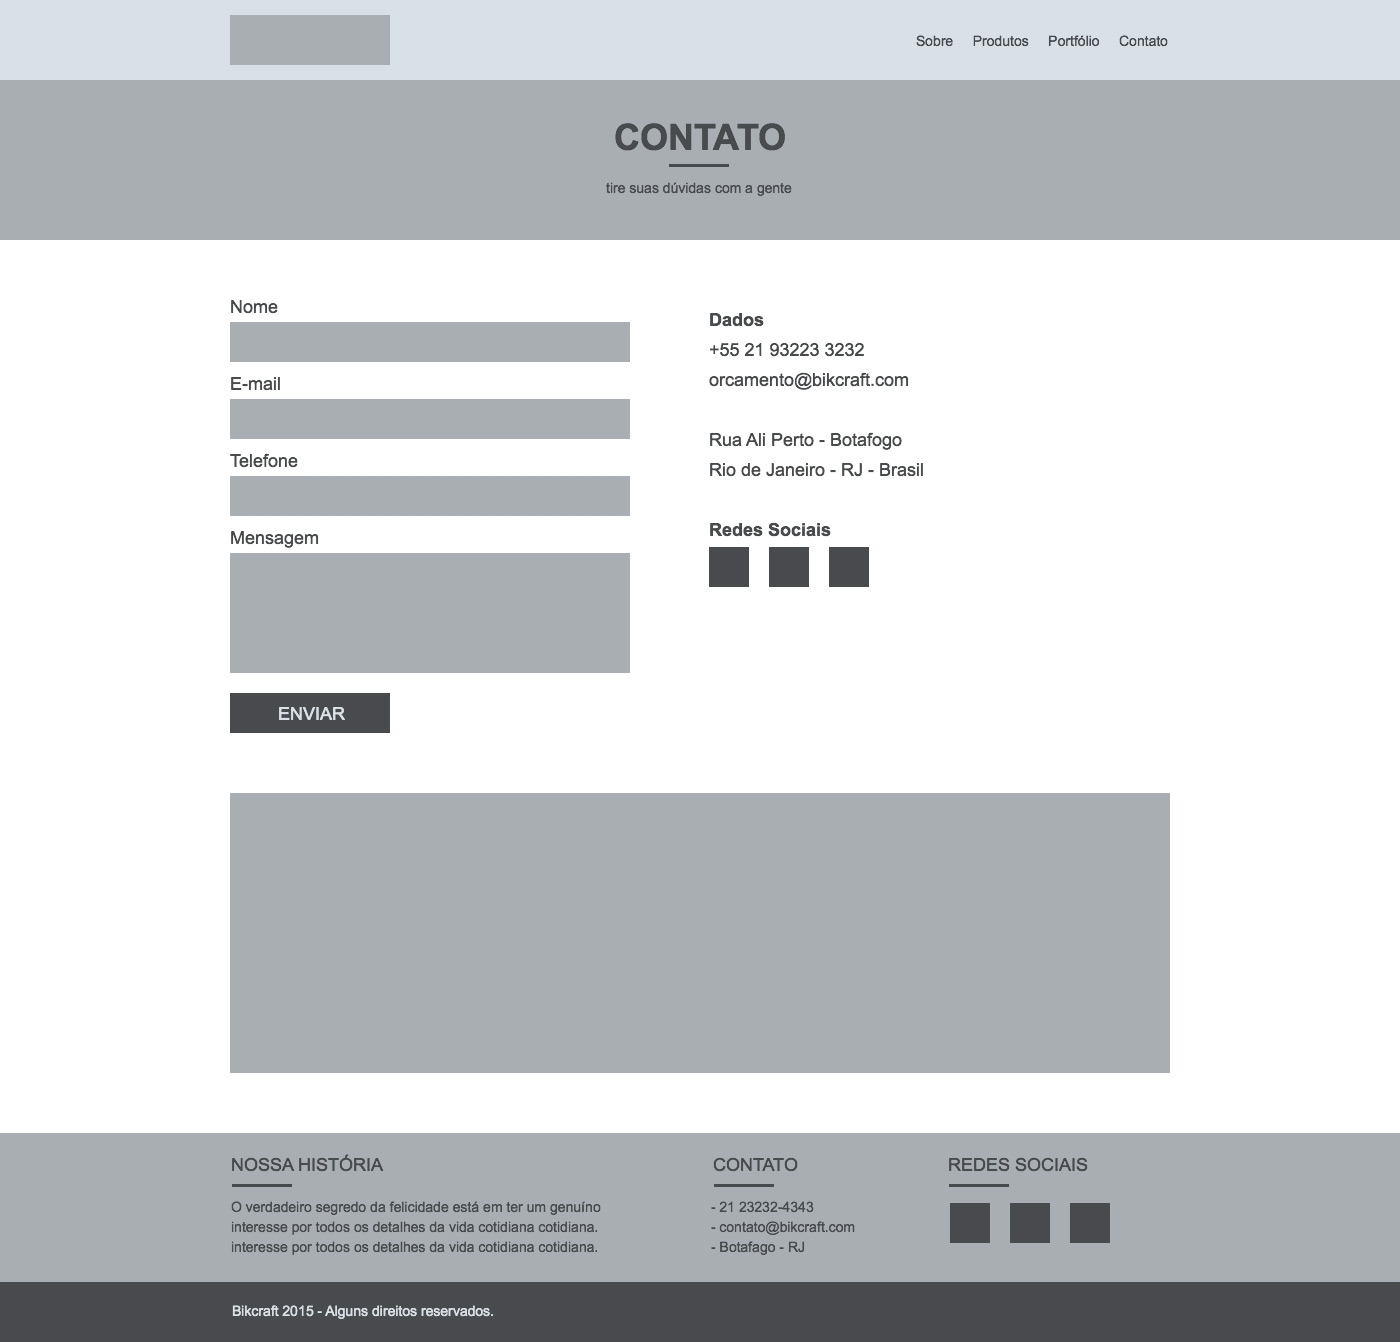 Sobre Produtos Portfólio Contato
CONTATO
tire suas dúvidas com a gente
Nome
E-mail
Telefone
Mensagem
ENVIAR
Dados
+55 21 93223 3232
orcamento@bikcraft.com
Rua Ali Perto - Botafogo
Rio de Janeiro - RJ - Brasil
Redes Sociais
NOSSA HISTÓRIA
O verdadeiro segredo da felicidade está em ter um genuíno
interesse por todos os detalhes da vida cotidiana cotidiana.
interesse por todos os detalhes da vida cotidiana cotidiana.
CONTATO
- 21 23232-4343
- contato@bikcraft.com
- Botafago - RJ
REDES SOCIAIS
Bikcraft 2015 - Alguns direitos reservados.